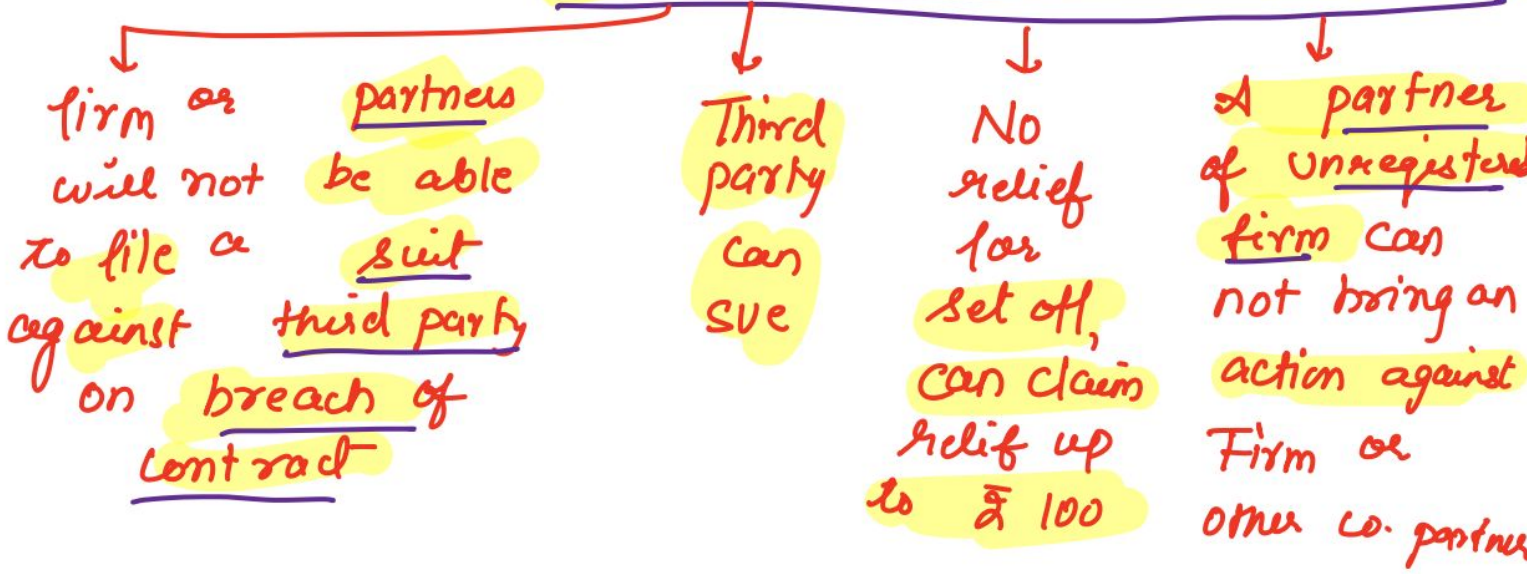 firm or partners
will not be able
to file a suit
against third party
on breach of
contract
Third
party
can
sue
No
relief
for
set off,
can claim
relif up
to ₹ 100
A partner
of unregistered
firm can
not bring an
action against
Firm or
other co. partner